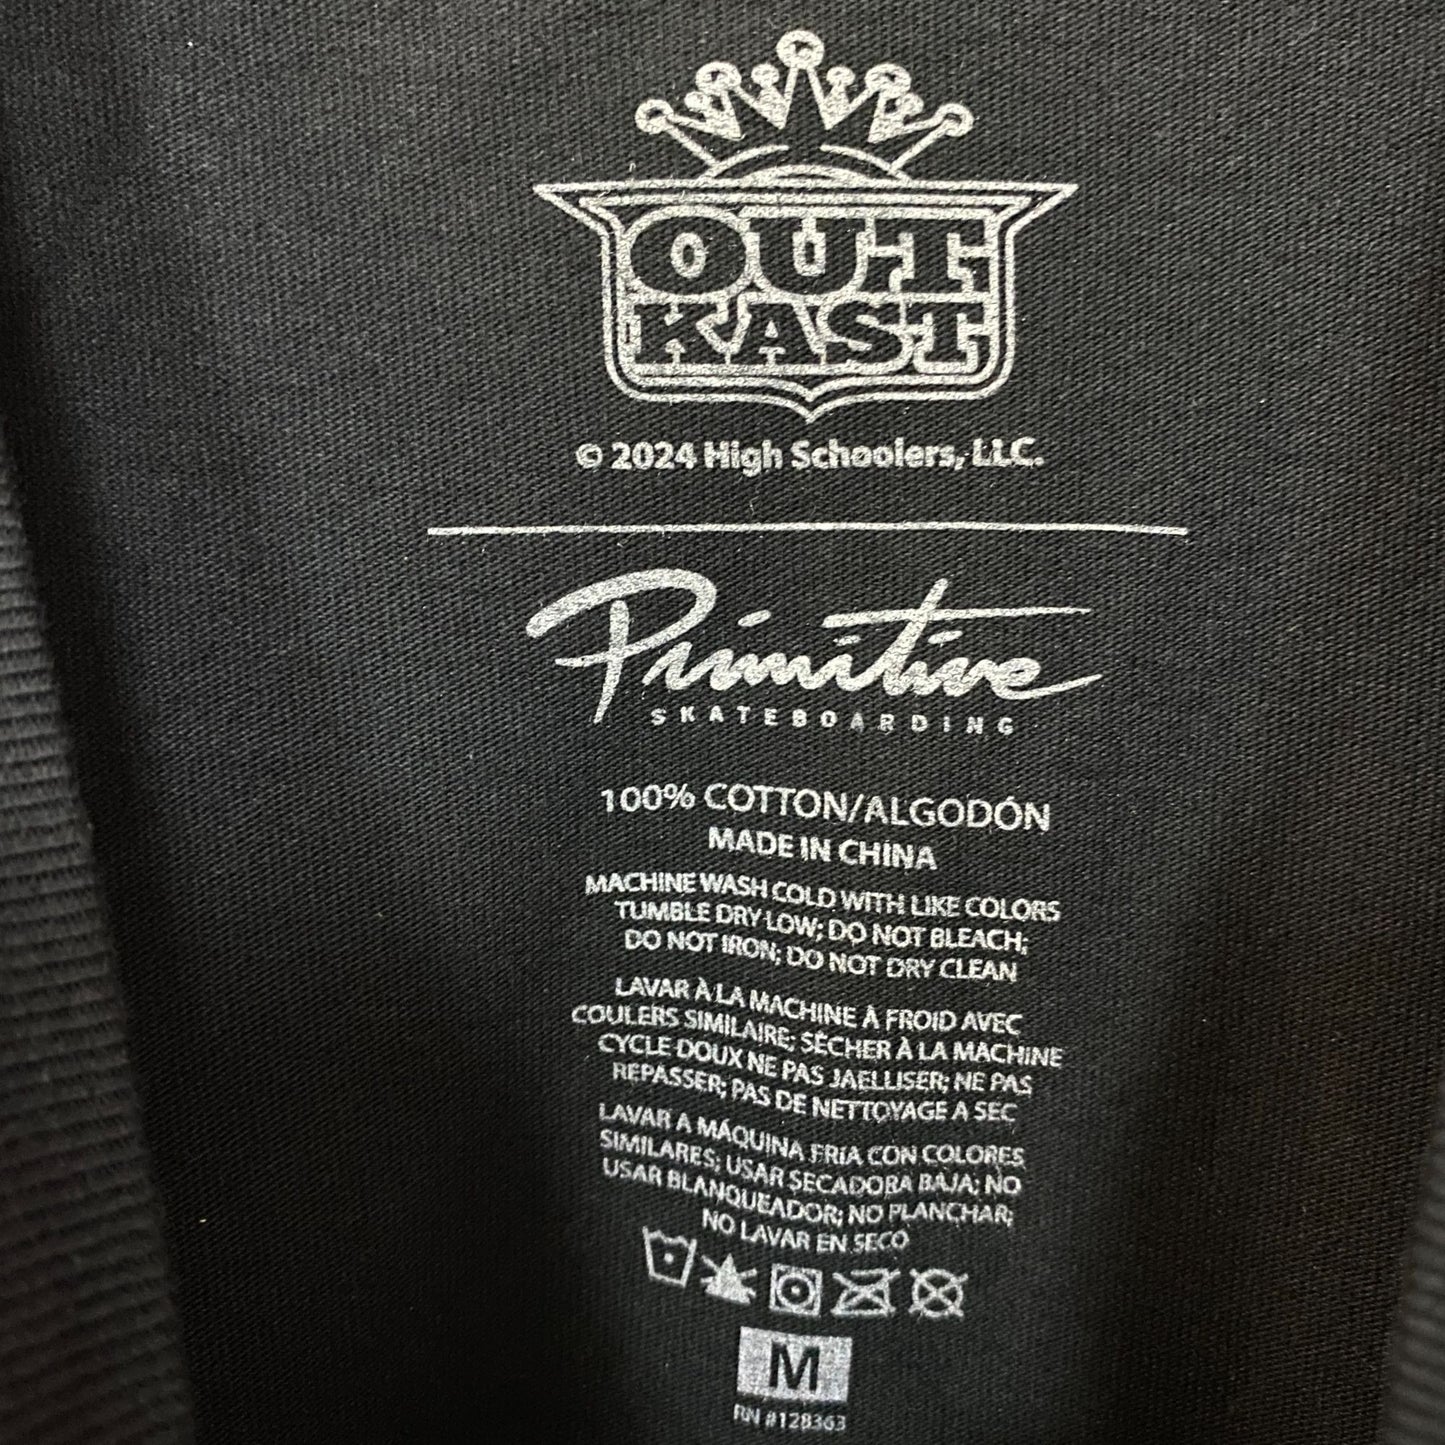 OUT
KAST
© 2024 High Schoolers, LLC.
Primitive
SKATEBOARDING
100% COTTON/ALGODÓN
MADE IN CHINA
MACHINE WASH COLD WITH LIKE COLORS
TUMBLE DRY LOW; DO NOT BLEACH;
DO NOT IRON; DO NOT DRY CLEAN
LAVAR À LA MACHINE À FROID AVEC
COULERS SIMILAIRE; SÉCHER À LA MACHINE
CYCLE DOUX NE PAS JAELLISER; NE PAS
REPASSER; PAS DE NETTOYAGE A SEC
LAVAR A MÁQUINA FRIA CON COLORES
SIMILARES; USAR SECADORA BAJA; NO
USAR BLANQUEADOR; NO PLANCHAR;
NO LAVAR EN SECO
M
RN #128363